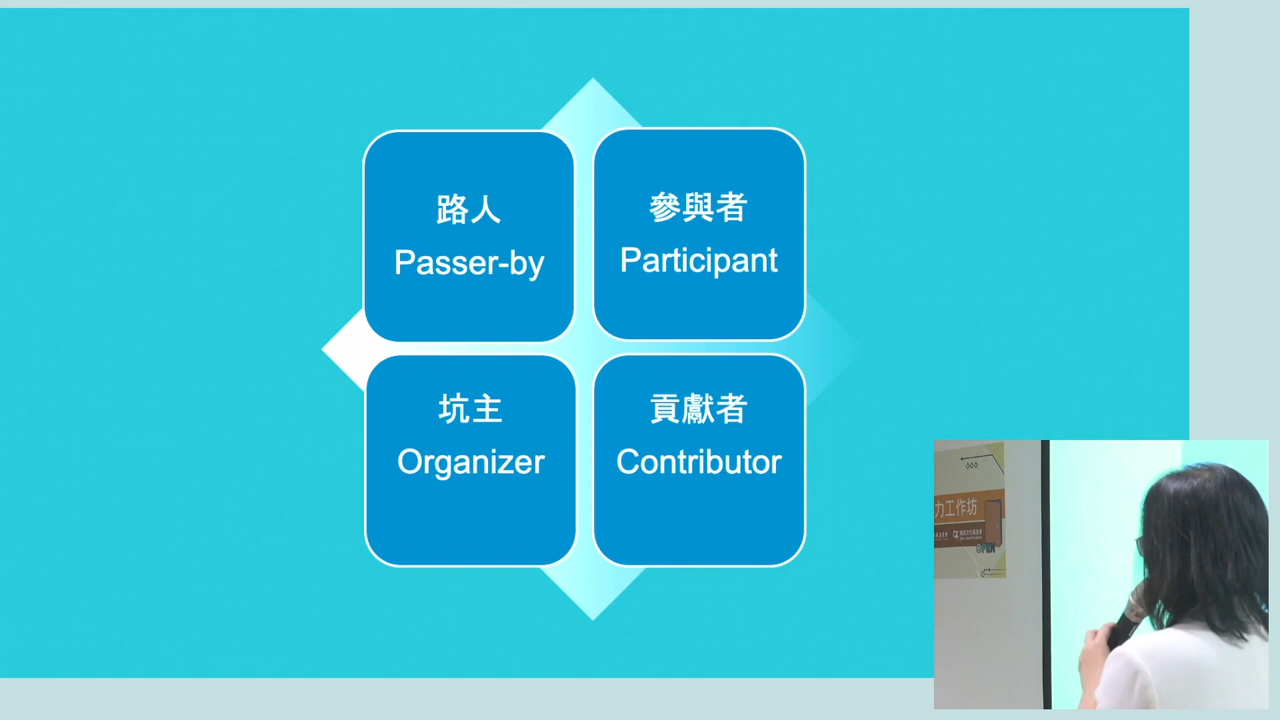 路人
Passer-by
參與者
Participant
坑主
Organizer
貢獻者
Contributor
力工作坊
OPEN